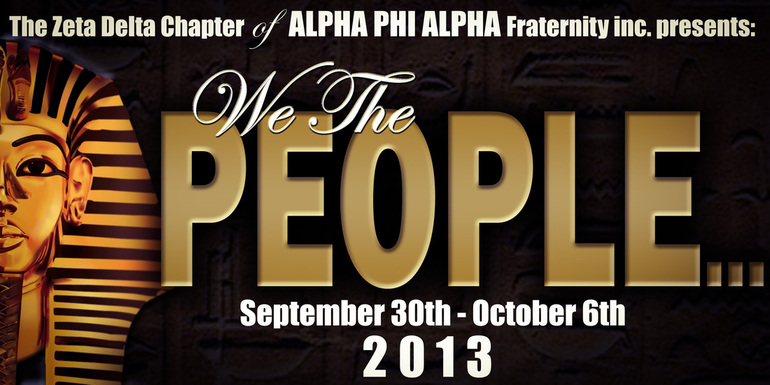 The Zeta Delta Chapter of ALPHA PHI ALPHA Fraternity inc. presents:
We The
PEOPLE...
September 30th - October 6th
2013